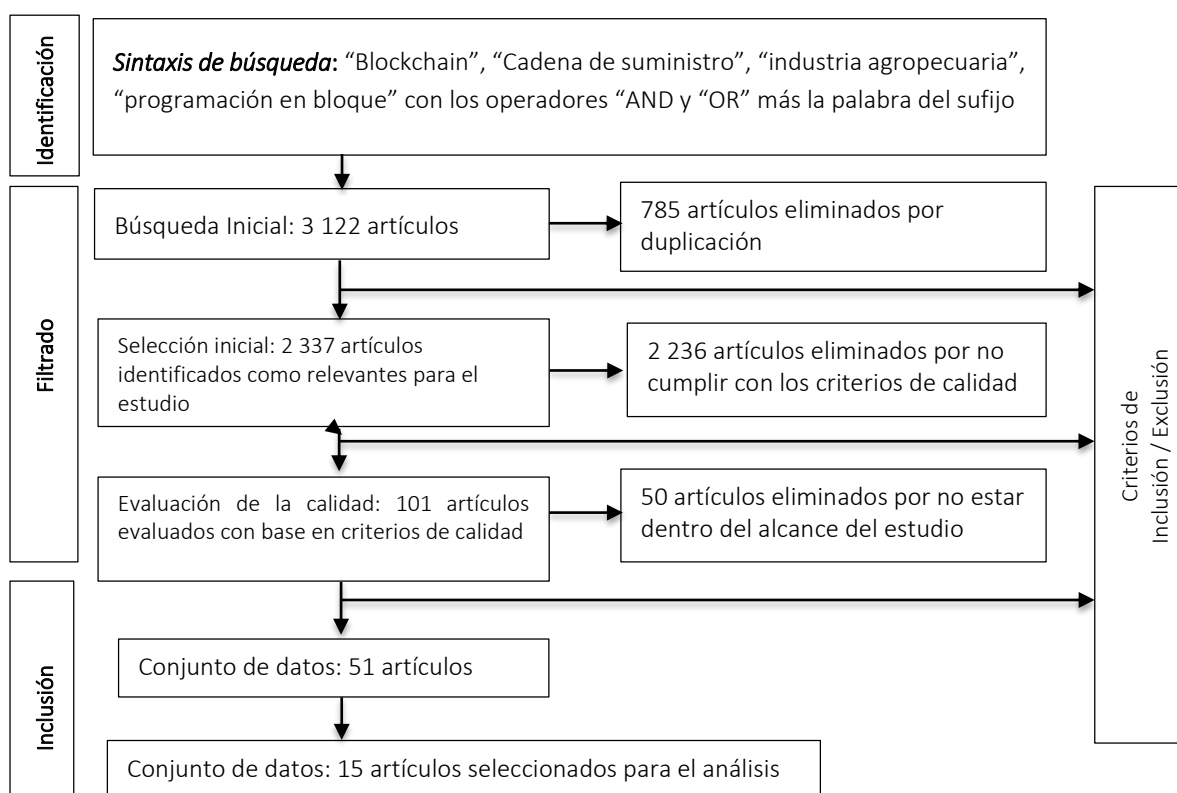 Identificación
Sintaxis de búsqueda: “Blockchain”, “Cadena de suministro”, “industria agropecuaria”,
“programación en bloque” con los operadores “AND y “OR” más la palabra del sufijo
Filtrado
Búsqueda Inicial: 3 122 artículos
785 artículos eliminados por
duplicación
Selección inicial: 2 337 artículos
identificados como relevantes para el
estudio
2 236 artículos eliminados por no
cumplir con los criterios de calidad
Evaluación de la calidad: 101 artículos
evaluados con base en criterios de calidad
50 artículos eliminados por no estar
dentro del alcance del estudio
Criterios de
Inclusión / Exclusión
Inclusión
Conjunto de datos: 51 artículos
Conjunto de datos: 15 artículos seleccionados para el análisis